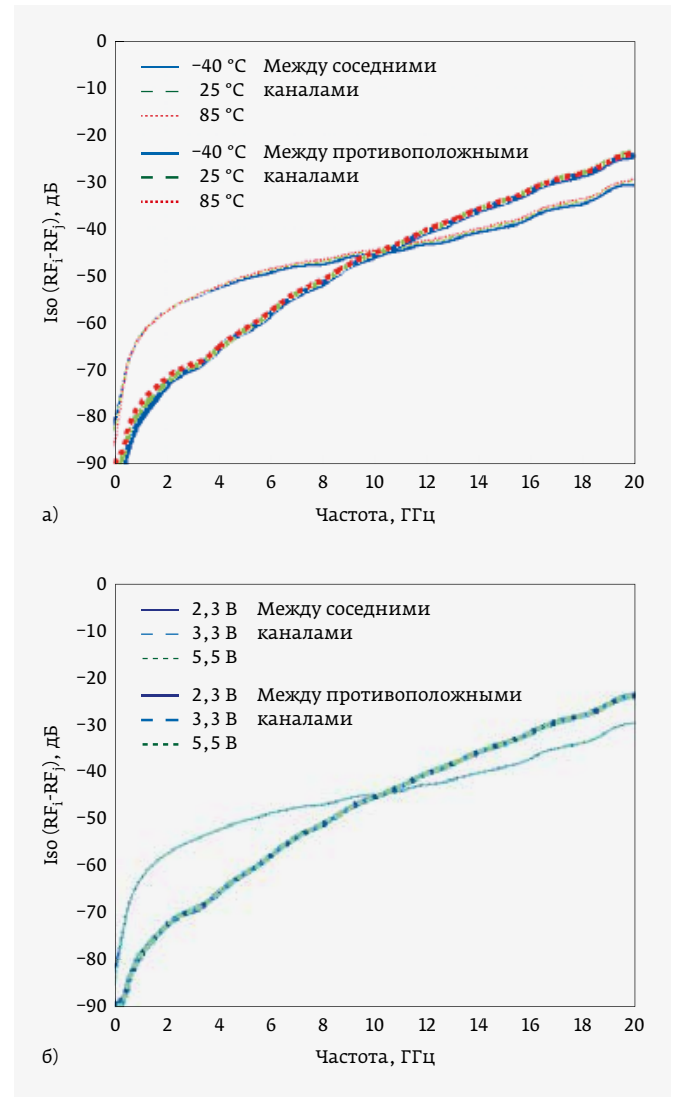 0
−10
−20
−30
−40
−50
−60
−70
−80
−90
Iso (RFi-RFj), дБ
−40 °C Между соседними
25 °C каналами
85 °C
−40 °C Между противоположными
25 °C каналами
85 °C
0 2 4 6 8 10 12 14 16 18 20
а) Частота, ГГц
0
−10
−20
−30
−40
−50
−60
−70
−80
−90
Iso (RFi-RFj), дБ
2,3 В Между соседними
3,3 В каналами
5,5 В
2,3 В Между противоположными
3,3 В каналами
5,5 В
0 2 4 6 8 10 12 14 16 18 20
б) Частота, ГГц